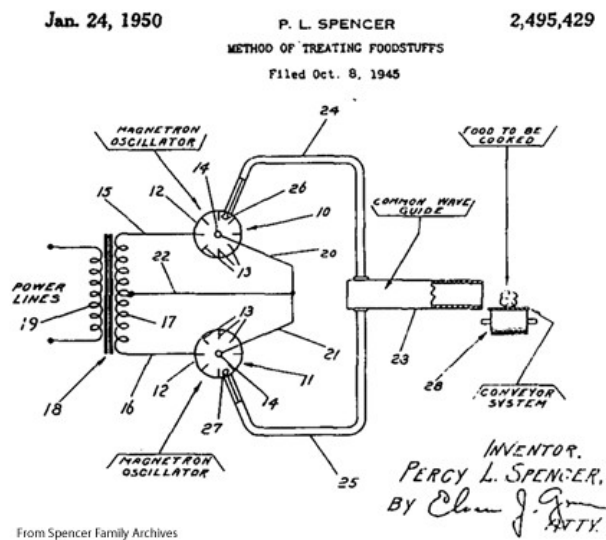 Jan. 24, 1950
P. L. SPENCER
2,495,429
METHOD OF TREATING FOODSTUFFS
Filed Oct. 8, 1945
24
MAGNETRON
OSCILLATOR
FOOD TO BE
COOKED
14
26
12
10
15
COMMON WAVE
GUIDE
13
20
22
POWER
LINES
19
17
13
21
23
28
12
11
18
16
27
14
CONVEYOR
SYSTEM
MAGNETRON
OSCILLATOR
25
INVENTOR.
PERCY L. SPENCER,
BY
ATTY.
From Spencer Family Archives